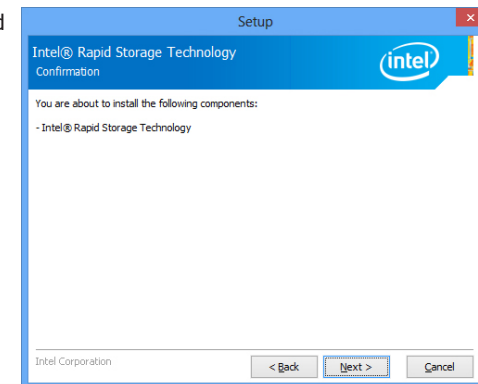 d
Setup
Intel® Rapid Storage Technology
Confirmation
intel
You are about to install the following components:
- Intel® Rapid Storage Technology
Intel Corporation
< Back
Next >
Cancel